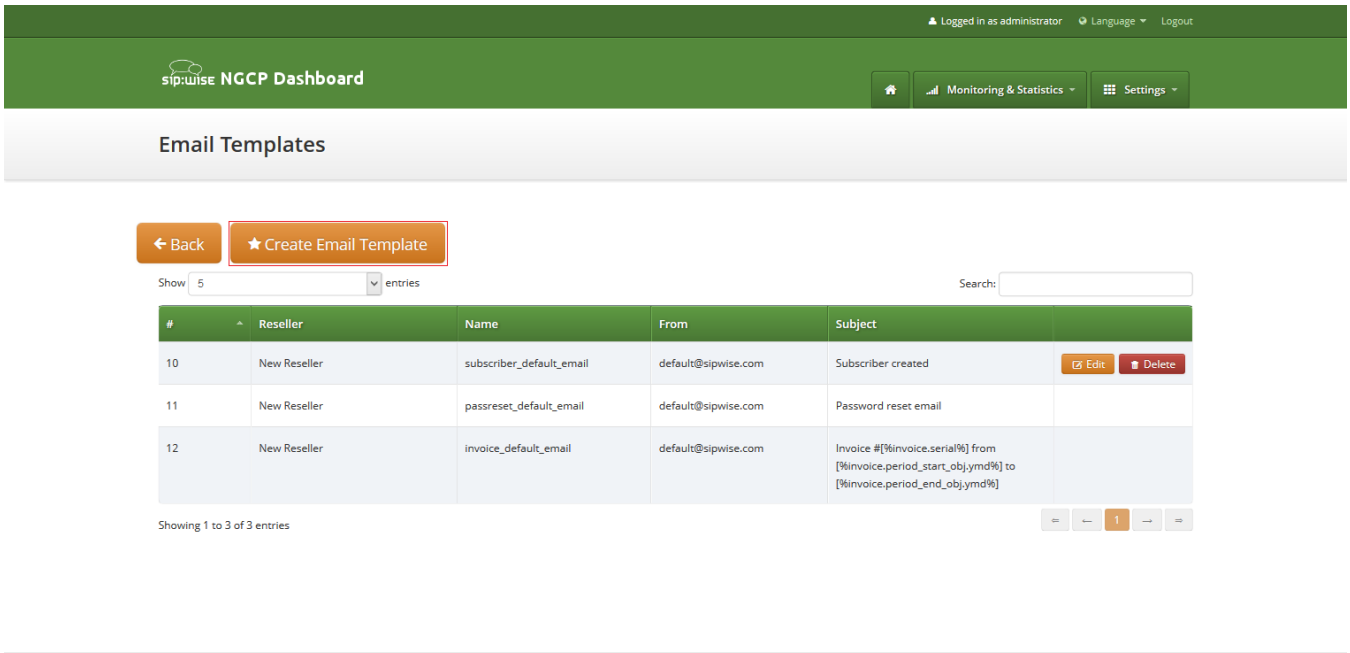 Logged in as administrator Language Logout
sip:wise NGCP Dashboard
Monitoring & Statistics Settings
Email Templates
Back Create Email Template
Show 5 entries Search:
# Reseller Name From Subject
10 New Reseller subscriber_default_email default@sipwise.com Subscriber created Edit Delete
11 New Reseller passreset_default_email default@sipwise.com Password reset email
12 New Reseller invoice_default_email default@sipwise.com Invoice #[%invoice.serial%] from
[%invoice.period_start_obj.ymd%] to
[%invoice.period_end_obj.ymd%]
Showing 1 to 3 of 3 entries 1